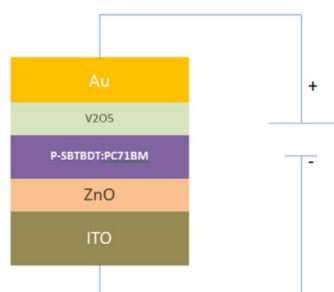 Au
V2O5
P-SBTBDT:PC71BM
ZnO
ITO
+
-